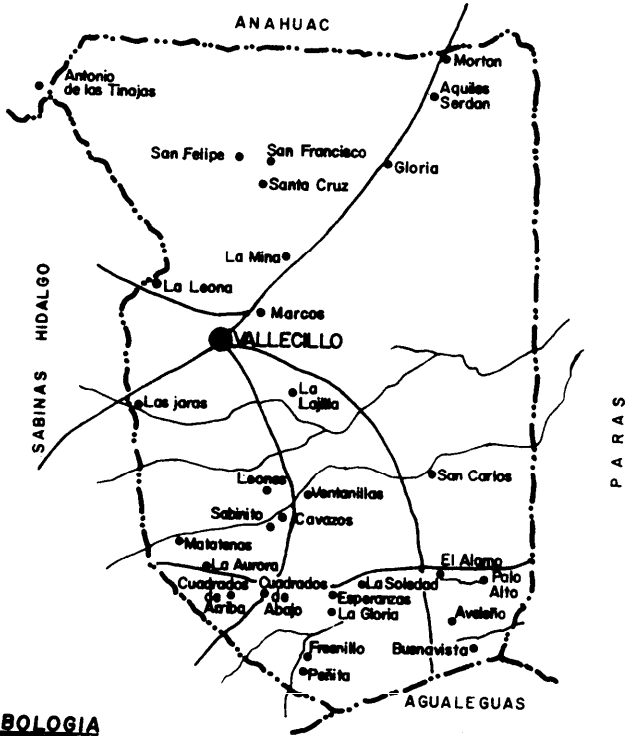 ANAHUAC
Mortan
Antonio
de las Tinajas
Aquiles
Serdan
San Felipe
San Francisco
Gloria
Santa Cruz
La Mina
SABINAS HIDALGO
La Leona
Marcos
VALLECILLO
PARAS
La
Lajilla
Las jaras
San Carlos
Leones
Ventanillas
Sabinito
Cavazos
Matatenas
El Alamo
La Aurora
Palo
Alto
Cuadrados
de
Arriba
Cuadrados
de
Abajo
La Soledad
Esperanzas
La Gloria
Aveleño
Fresnillo
Buenavista
Peñita
AGUALEGUAS
BOLOGIA